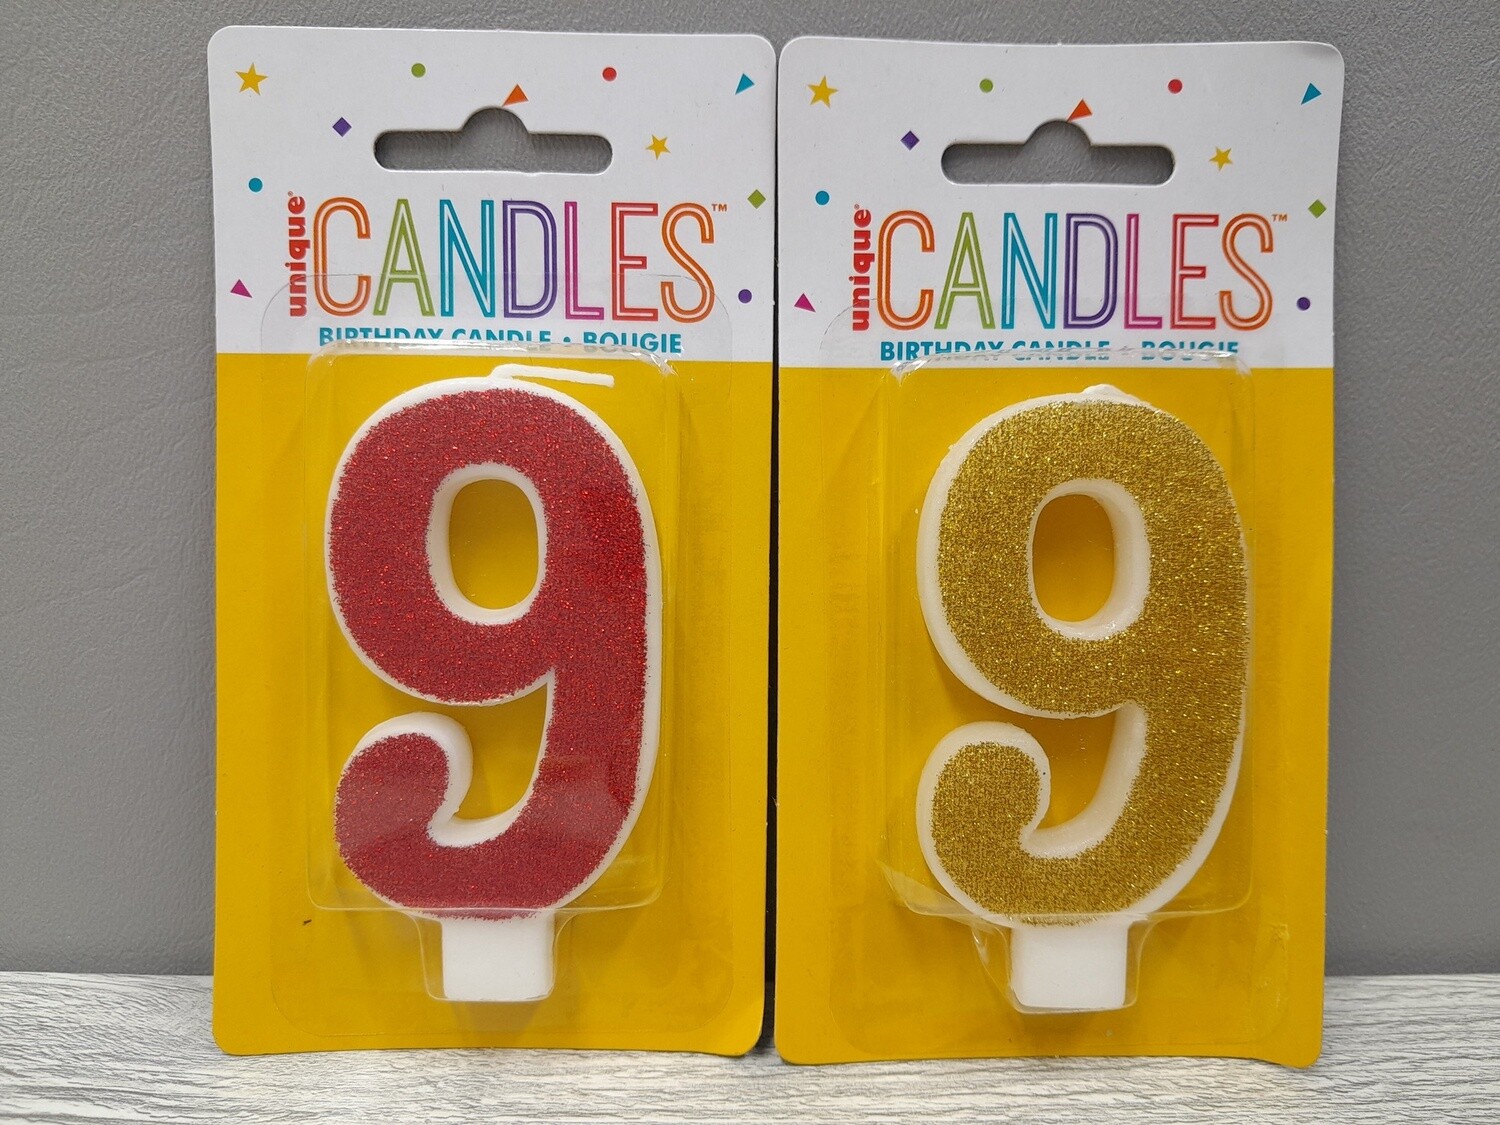 unique®
CANDLES™
BIRTHDAY CANDLE • BOUGIE
9
unique®
CANDLES™
BIRTHDAY CANDLE • BOUGIE
9